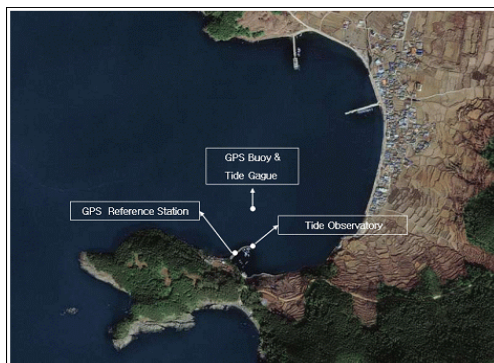 GPS Buoy &
Tide Gague
GPS Reference Station
Tide Observatory